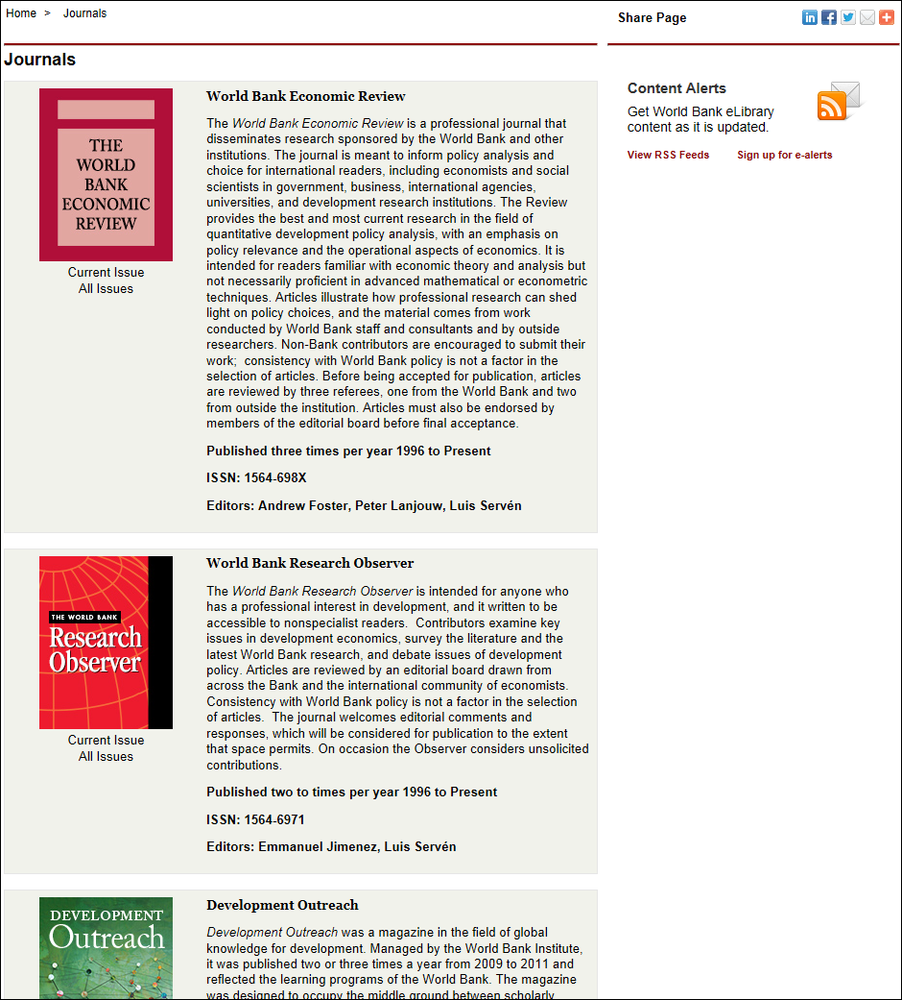 Home > Journals
Share Page
Journals
THE
WORLD
BANK
ECONOMIC
REVIEW
Current Issue
All Issues
World Bank Economic Review
The World Bank Economic Review is a professional journal that
disseminates research sponsored by the World Bank and other
institutions. The journal is meant to inform policy analysis and
choice for international readers, including economists and social
scientists in government, business, international agencies,
universities, and development research institutions. The Review
provides the best and most current research in the field of
quantitative development policy analysis, with an emphasis on
policy relevance and the operational aspects of economics. It is
intended for readers familiar with economic theory and analysis but
not necessarily proficient in advanced mathematical or econometric
techniques. Articles illustrate how professional research can shed
light on policy choices, and the material comes from work
conducted by World Bank staff and consultants and by outside
researchers. Non-Bank contributors are encouraged to submit their
work;  consistency with World Bank policy is not a factor in the
selection of articles. Before being accepted for publication, articles
are reviewed by three referees, one from the World Bank and two
from outside the institution. Articles must also be endorsed by
members of the editorial board before final acceptance.
Published three times per year 1996 to Present
ISSN: 1564-698X
Editors: Andrew Foster, Peter Lanjouw, Luis Servén
THE WORLD BANK
Research
Observer
Current Issue
All Issues
World Bank Research Observer
The World Bank Research Observer is intended for anyone who
has a professional interest in development, and it written to be
accessible to nonspecialist readers.  Contributors examine key
issues in development economics, survey the literature and the
latest World Bank research, and debate issues of development
policy. Articles are reviewed by an editorial board drawn from
across the Bank and the international community of economists.
Consistency with World Bank policy is not a factor in the selection
of articles.  The journal welcomes editorial comments and
responses, which will be considered for publication to the extent
that space permits. On occasion the Observer considers unsolicited
contributions.
Published two to times per year 1996 to Present
ISSN: 1564-6971
Editors: Emmanuel Jimenez, Luis Servén
DEVELOPMENT
Outreach
Development Outreach
Development Outreach was a magazine in the field of global
knowledge for development. Managed by the World Bank Institute,
it was published two or three times a year from 2009 to 2011 and
reflected the learning programs of the World Bank. The magazine
was designed to occupy the middle ground between scholarly
Content Alerts
Get World Bank eLibrary
content as it is updated.
View RSS Feeds Sign up for e-alerts